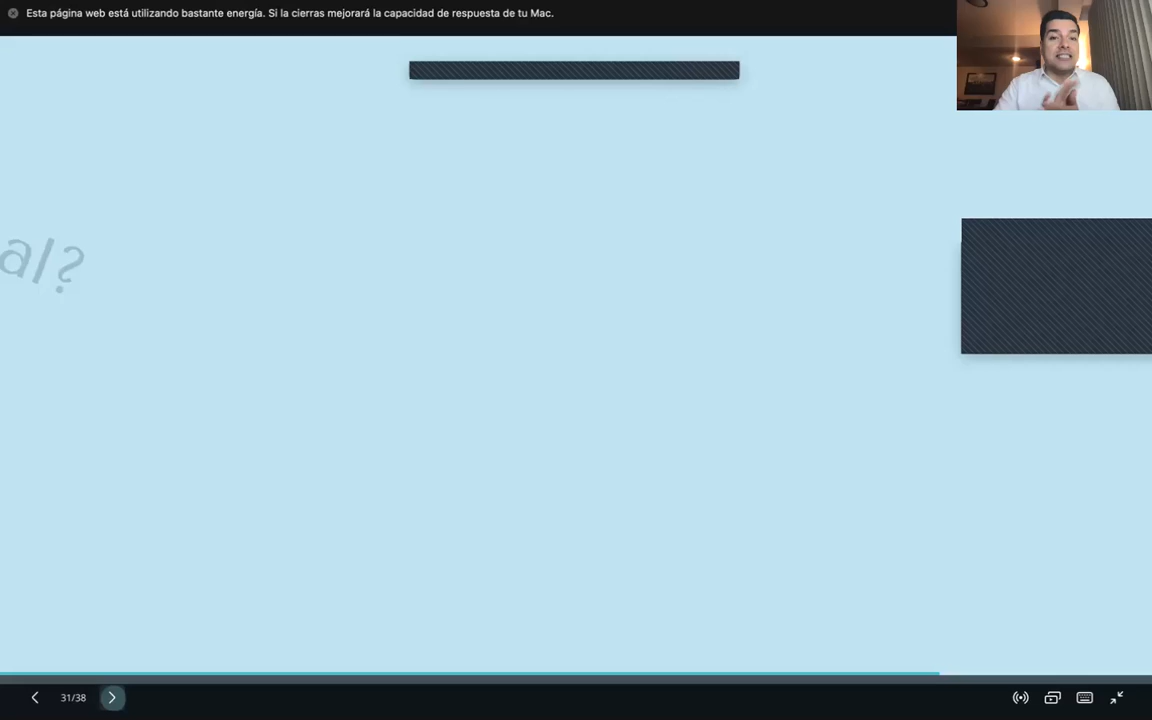 Esta página web está utilizando bastante energía. Si la cierras mejorará la capacidad de respuesta de tu Mac.
al?
31/38